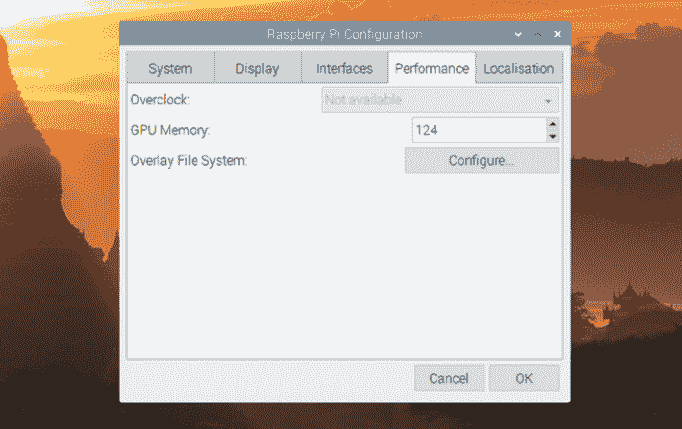 Raspberry Pi Configuration
System Display Interfaces Performance Localisation
Overclock: Not available
GPU Memory: 124
Overlay File System: Configure...
Cancel OK